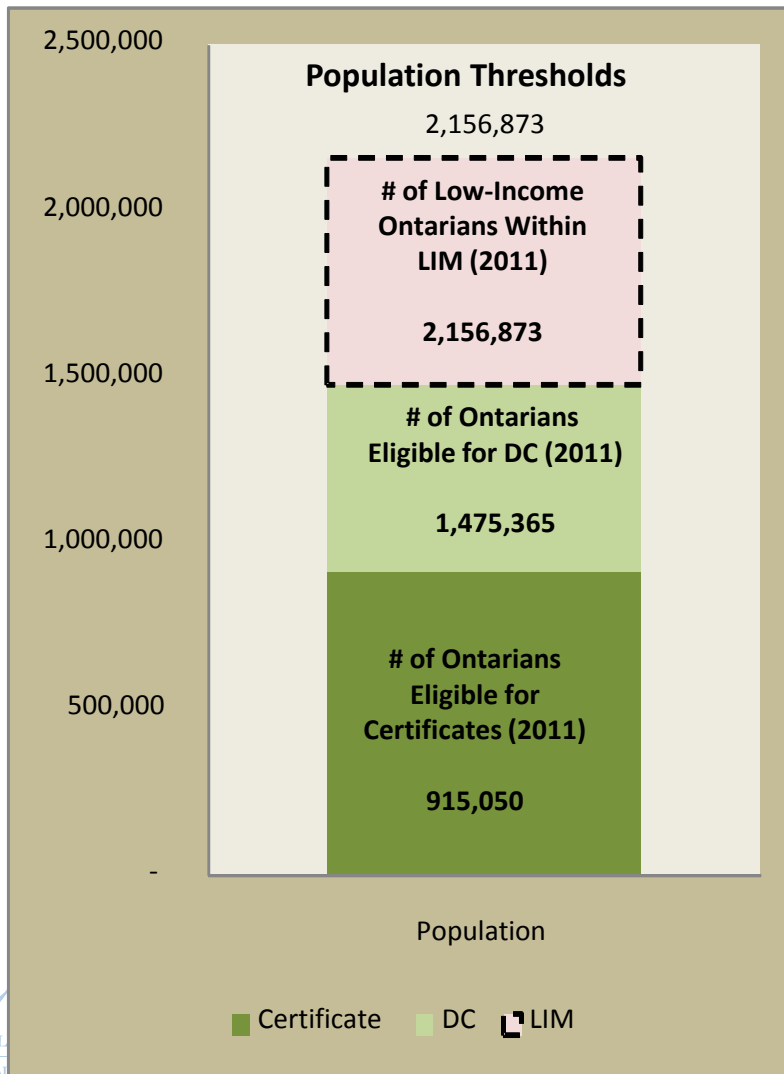 2,500,000
Population Thresholds
2,156,873
# of Low-Income
Ontarians Within
LIM (2011)
2,156,873
2,000,000
1,500,000
# of Ontarians
Eligible for DC (2011)
1,475,365
1,000,000
# of Ontarians
Eligible for
Certificates (2011)
915,050
500,000
-
Population
Certificate DC LIM